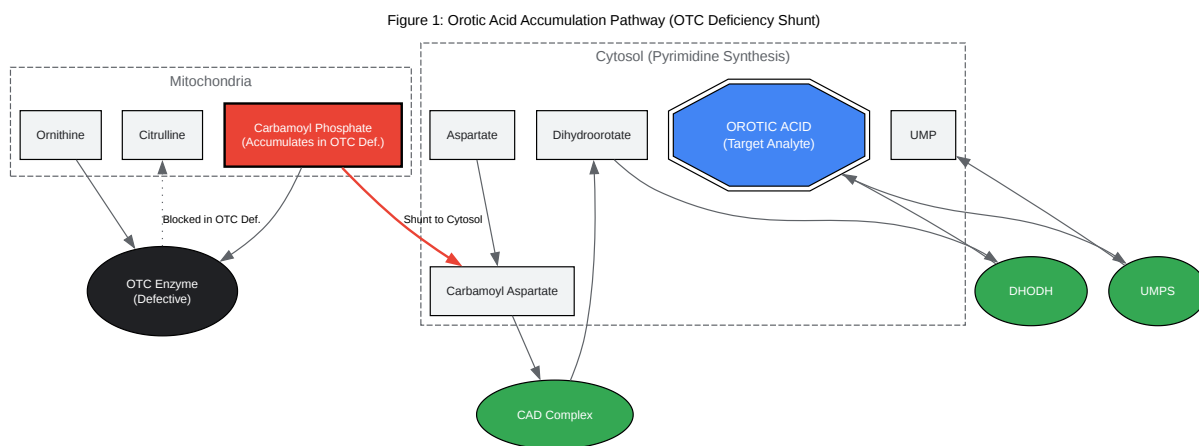 Figure 1: Orotic Acid Accumulation Pathway (OTC Deficiency Shunt)
Mitochondria
Cytosol (Pyrimidine Synthesis)
Ornithine
Citrulline
Carbamoyl Phosphate
(Accumulates in OTC Def.)
Aspartate
Dihydroorotate
OROTIC ACID
(Target Analyte)
UMP
Blocked in OTC Def.
Shunt to Cytosol
OTC Enzyme
(Defective)
Carbamoyl Aspartate
DHODH
UMPS
CAD Complex